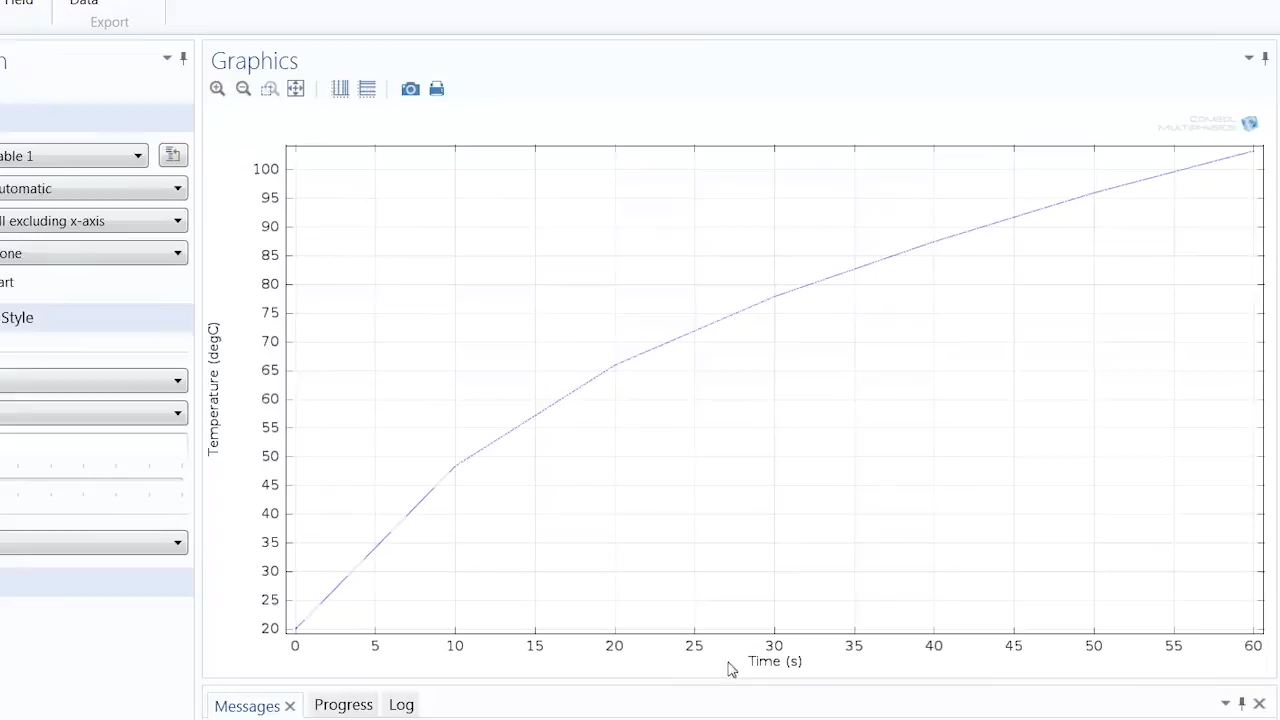 Field
Data
Export
n
Graphics
COMSOL
MULTIPHYSICS
able 1
utomatic
ll excluding x-axis
one
art
Style
Temperature (degC)
100
95
90
85
80
75
70
65
60
55
50
45
40
35
30
25
20
0 5 10 15 20 25 30 35 40 45 50 55 60
Time (s)
Messages
Progress
Log